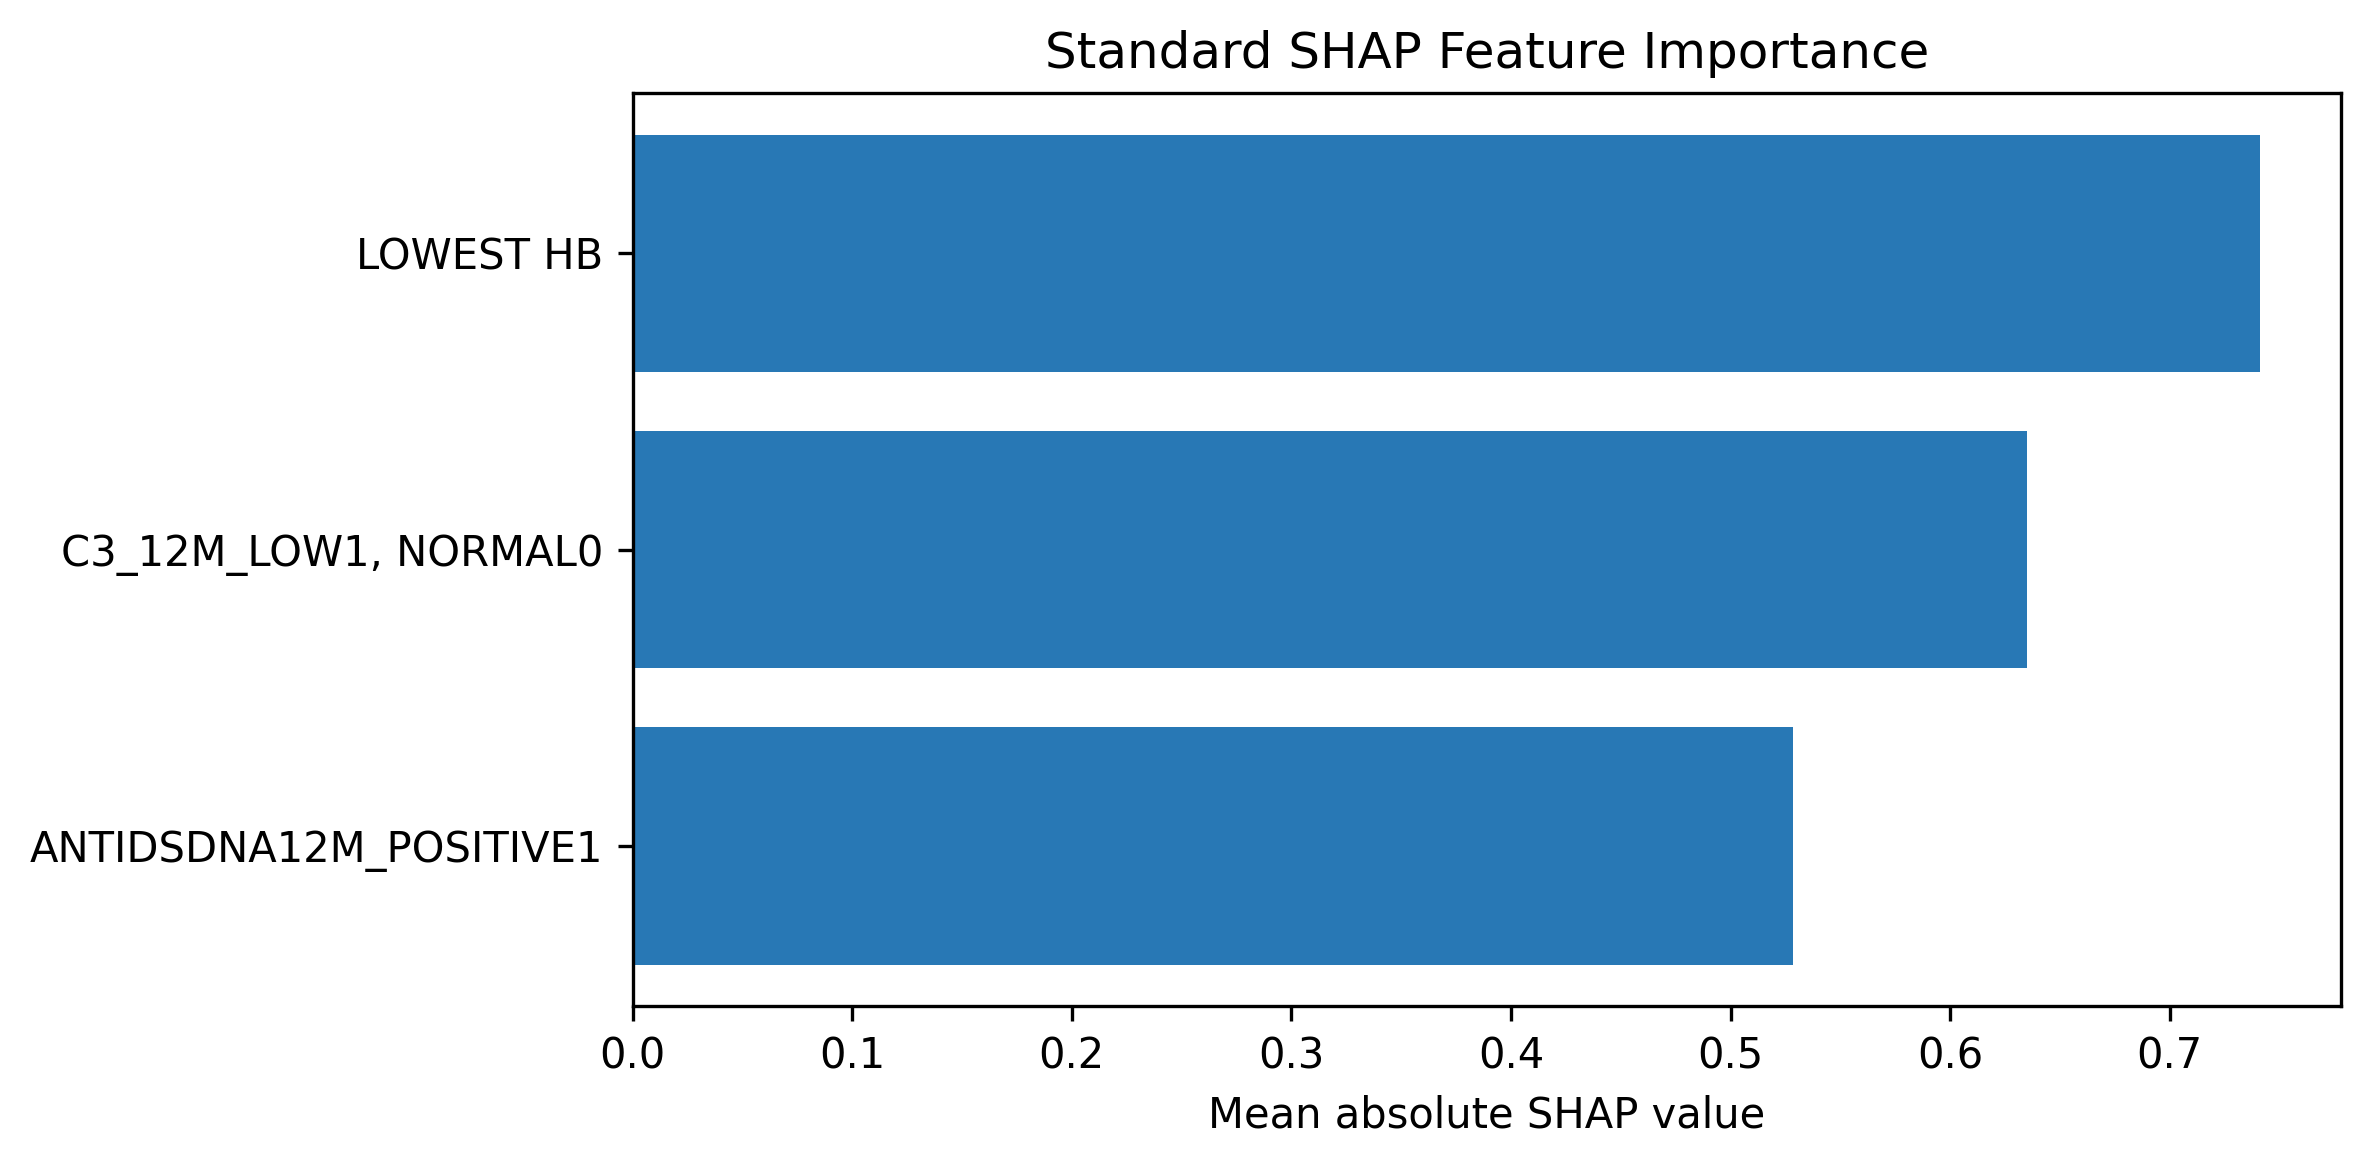 Standard SHAP Feature Importance
LOWEST HB
C3_12M_LOW1, NORMAL0
ANTIDSDNA12M_POSITIVE1
0.0 0.1 0.2 0.3 0.4 0.5 0.6 0.7
Mean absolute SHAP value